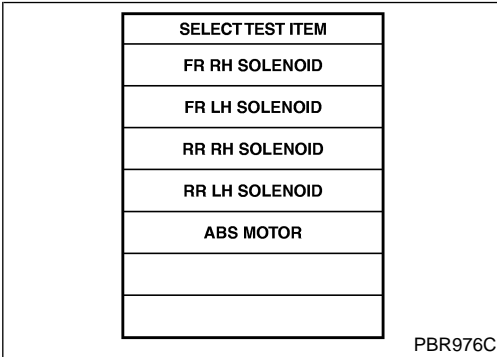 SELECT TEST ITEM
FR RH SOLENOID
FR LH SOLENOID
RR RH SOLENOID
RR LH SOLENOID
ABS MOTOR
PBR976C